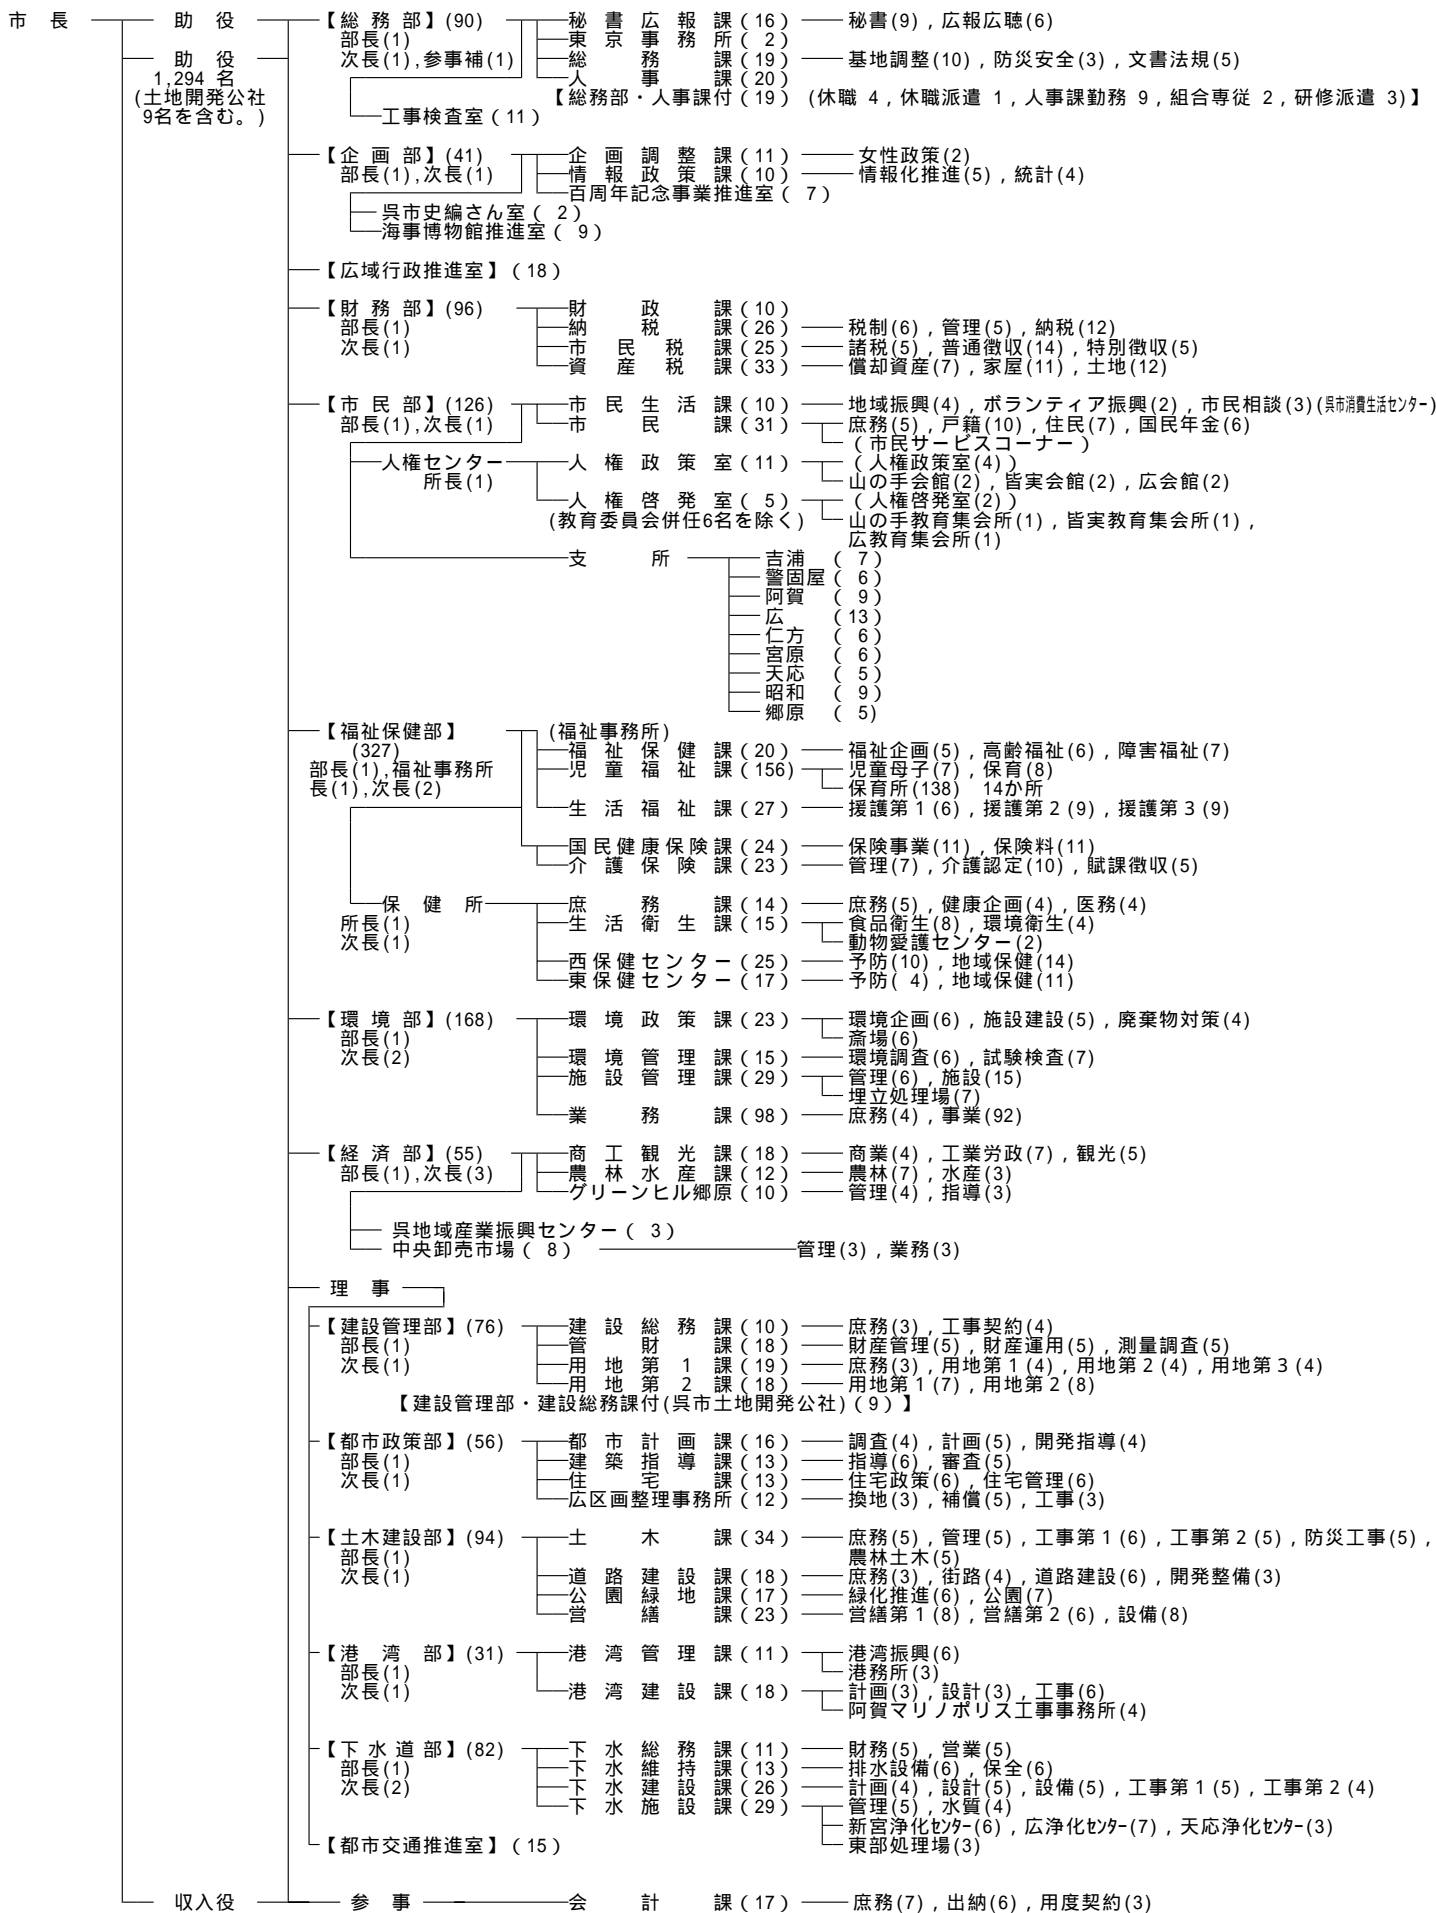 市 長 助 役 【総 務 部】(90) 秘 書 広 報 課(16) 秘書(9)，広報広聴(6)
部長(1) 東 京 事 務 所( 2)
助 役 次長(1),参事補(1) 総 務 課(19) 基地調整(10)，防災安全(3)，文書法規(5)
1,294 名 人 事 課(20)
(土地開発公社 【総務部・人事課付(19) (休職 4，休職派遣 1，人事課勤務 9，組合専従 2，研修派遣 3)】
9名を含む。) 工事検査室(11)
【企 画 部】(41) 企 画 調 整 課(11) 女性政策(2)
部長(1),次長(1) 情 報 政 策 課(10) 情報化推進(5)，統計(4)
百周年記念事業推進室( 7)
呉市史編さん室( 2)
海事博物館推進室( 9)
【広域行政推進室】(18)
【財 務 部】(96) 財 政 課(10)
部長(1) 納 税 課(26) 税制(6)，管理(5)，納税(12)
次長(1) 市 民 税 課(25) 諸税(5)，普通徴収(14)，特別徴収(5)
資 産 税 課(33) 償却資産(7)，家屋(11)，土地(12)
【市 民 部】(126) 市 民 生 活 課(10) 地域振興(4)，ボランティア振興(2)，市民相談(3)(呉市消費生活センター)
部長(1),次長(1) 市 民 課(31) 庶務(5)，戸籍(10)，住民(7)，国民年金(6)
(市民サービスコーナー)
人権センター 人 権 政 策 室(11) (人権政策室(4))
所長(1) 山の手会館(2)，皆実会館(2)，広会館(2)
人 権 啓 発 室( 5) (人権啓発室(2))
(教育委員会併任6名を除く) 山の手教育集会所(1)，皆実教育集会所(1)，
広教育集会所(1)
支 所 吉浦 ( 7)
警固屋( 6)
阿賀 ( 9)
広 (13)
仁方 ( 6)
宮原 ( 6)
天応 ( 5)
昭和 ( 9)
郷原 ( 5)
【福祉保健部】 (福祉事務所)
(327) 福 祉 保 健 課(20) 福祉企画(5)，高齢福祉(6)，障害福祉(7)
部長(1),福祉事務所 児 童 福 祉 課(156) 児童母子(7)，保育(8)
長(1),次長(2) 保育所(138) 14か所
生 活 福 祉 課(27) 援護第1(6)，援護第2(9)，援護第3(9)
国民健康保険課(24) 保険事業(11)，保険料(11)
介 護 保 険 課(23) 管理(7)，介護認定(10)，賦課徴収(5)
保 健 所 庶 務 課(14) 庶務(5)，健康企画(4)，医務(4)
所長(1) 生 活 衛 生 課(15) 食品衛生(8)，環境衛生(4)
次長(1) 動物愛護センター(2)
西保健センター(25) 予防(10)，地域保健(14)
東保健センター(17) 予防( 4)，地域保健(11)
【環 境 部】(168) 環 境 政 策 課(23) 環境企画(6)，施設建設(5)，廃棄物対策(4)
部長(1) 斎場(6)
次長(2) 環 境 管 理 課(15) 環境調査(6)，試験検査(7)
施 設 管 理 課(29) 管理(6)，施設(15)
埋立処理場(7)
業 務 課(98) 庶務(4)，事業(92)
【経 済 部】(55) 商 工 観 光 課(18) 商業(4)，工業労政(7)，観光(5)
部長(1),次長(3) 農 林 水 産 課(12) 農林(7)，水産(3)
グリーンヒル郷原(10) 管理(4)，指導(3)
呉地域産業振興センター( 3)
中央卸売市場( 8) 管理(3)，業務(3)
理 事
【建設管理部】(76) 建 設 総 務 課(10) 庶務(3)，工事契約(4)
部長(1) 管 財 課(18) 財産管理(5)，財産運用(5)，測量調査(5)
次長(1) 用 地 第 1 課(19) 庶務(3)，用地第1(4)，用地第2(4)，用地第3(4)
用 地 第 2 課(18) 用地第1(7)，用地第2(8)
【建設管理部・建設総務課付(呉市土地開発公社)(9)】
【都市政策部】(56) 都 市 計 画 課(16) 調査(4)，計画(5)，開発指導(4)
部長(1) 建 築 指 導 課(13) 指導(6)，審査(5)
次長(1) 住 宅 課(13) 住宅政策(6)，住宅管理(6)
広区画整理事務所(12) 換地(3)，補償(5)，工事(3)
【土木建設部】(94) 土 木 課(34) 庶務(5)，管理(5)，工事第1(6)，工事第2(5)，防災工事(5)，
部長(1) 農林土木(5)
次長(1) 道 路 建 設 課(18) 庶務(3)，街路(4)，道路建設(6)，開発整備(3)
公 園 緑 地 課(17) 緑化推進(6)，公園(7)
営 繕 課(23) 営繕第1(8)，営繕第2(6)，設備(8)
【港 湾 部】(31) 港 湾 管 理 課(11) 港湾振興(6)
部長(1) 港務所(3)
次長(1) 港 湾 建 設 課(18) 計画(3)，設計(3)，工事(6)
阿賀マリノポリス工事事務所(4)
【下 水 道 部】(82) 下 水 総 務 課(11) 財務(5)，営業(5)
部長(1) 下 水 維 持 課(13) 排水設備(6)，保全(6)
次長(2) 下 水 建 設 課(26) 計画(4)，設計(5)，設備(5)，工事第1(5)，工事第2(4)
下 水 施 設 課(29) 管理(5)，水質(4)
新宮浄化センター(6)，広浄化センター(7)，天応浄化センター(3)
【都市交通推進室】(15) 東部処理場(3)
収入役 参 事 会 計 課(17) 庶務(7)，出納(6)，用度契約(3)